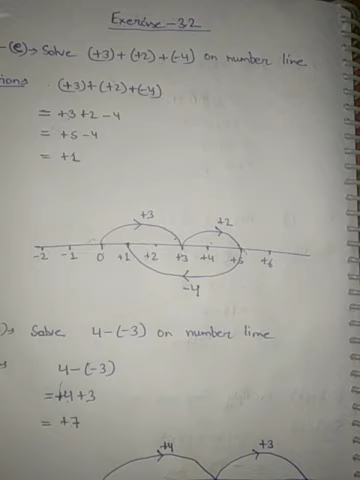 Exercise-3.2
-(e)→ Solve (+3)+(+2)+(-4) on number line
(+3)+(+2)+(-4)
= +3+2-4
= +5-4
= +1
+3 +2
-2 -1 0 +1 +2 +3 +4 +5 +6
-4
)→ Solve 4-(-3) on number line
4-(-3)
=+4+3
= +7
+4 +3